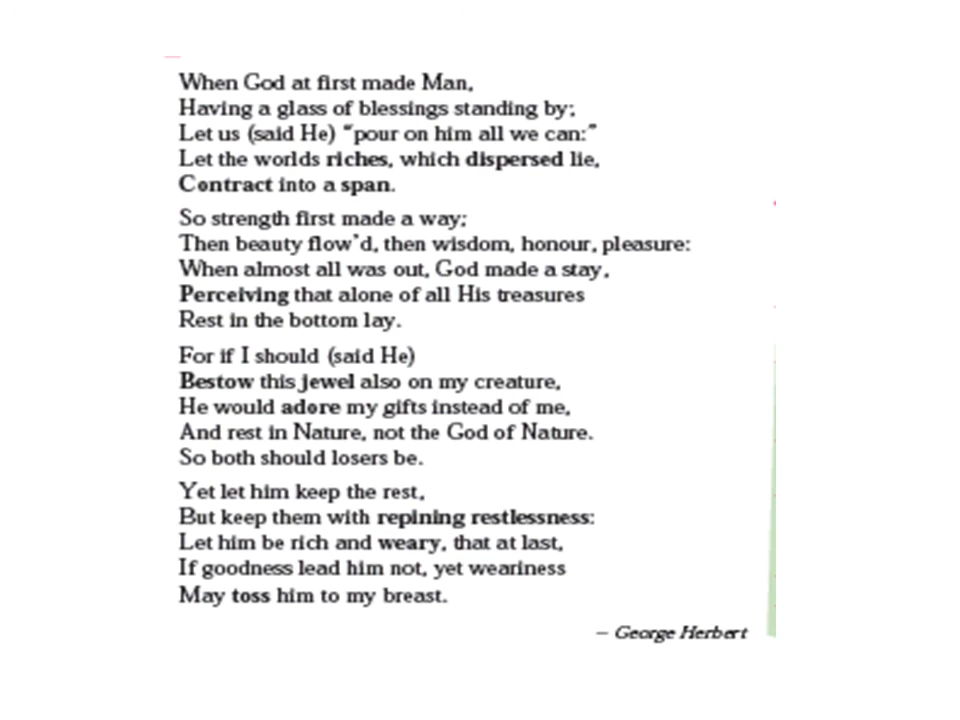 When God at first made Man,
Having a glass of blessings standing by;
Let us (said He) “pour on him all we can:”
Let the worlds riches, which dispersed lie,
Contract into a span.
So strength first made a way;
Then beauty flow'd, then wisdom, honour, pleasure:
When almost all was out, God made a stay,
Perceiving that alone of all His treasures
Rest in the bottom lay.
For if I should (said He)
Bestow this jewel also on my creature,
He would adore my gifts instead of me,
And rest in Nature, not the God of Nature.
So both should losers be.
Yet let him keep the rest,
But keep them with repining restlessness:
Let him be rich and weary, that at last,
If goodness lead him not, yet weariness
May toss him to my breast.
– George Herbert